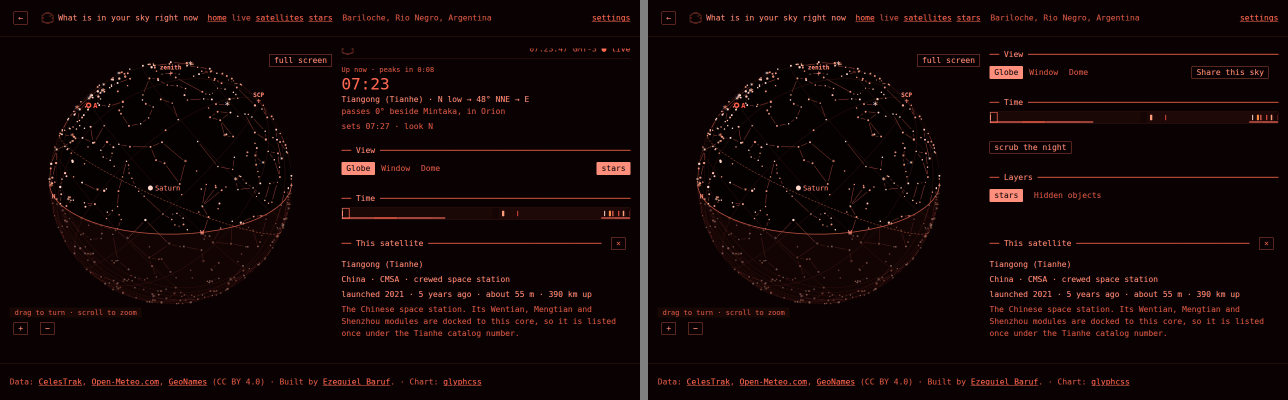 ← What is in your sky right now home live satellites stars Bariloche, Rio Negro, Argentina settings
full screen
07:23:47 GMT-3 ● live
Up now · peaks in 0:08
07:23
Tiangong (Tianhe) · N low → 48° NNE → E
passes 0° beside Mintaka, in Orion
sets 07:27 · look N
View
Globe Window Dome stars
Time
This satellite ×
Tiangong (Tianhe)
China · CMSA · crewed space station
launched 2021 · 5 years ago · about 55 m · 390 km up
The Chinese space station. Its Wentian, Mengtian and
Shenzhou modules are docked to this core, so it is listed
once under the Tianhe catalog number.
zenith
SCP
A
Saturn
N
W
drag to turn · scroll to zoom
+ −
Data: CelesTrak, Open-Meteo.com, GeoNames (CC BY 4.0) · Built by Ezequiel Baruf. · Chart: glyphcss
← What is in your sky right now home live satellites stars Bariloche, Rio Negro, Argentina settings
full screen
View
Globe Window Dome Share this sky
Time
scrub the night
Layers
stars Hidden objects
This satellite ×
Tiangong (Tianhe)
China · CMSA · crewed space station
launched 2021 · 5 years ago · about 55 m · 390 km up
The Chinese space station. Its Wentian, Mengtian and
Shenzhou modules are docked to this core, so it is listed
once under the Tianhe catalog number.
zenith
SCP
A
Saturn
N
W
drag to turn · scroll to zoom
+ −
Data: CelesTrak, Open-Meteo.com, GeoNames (CC BY 4.0) · Built by Ezequiel Baruf. · Chart: glyphcss